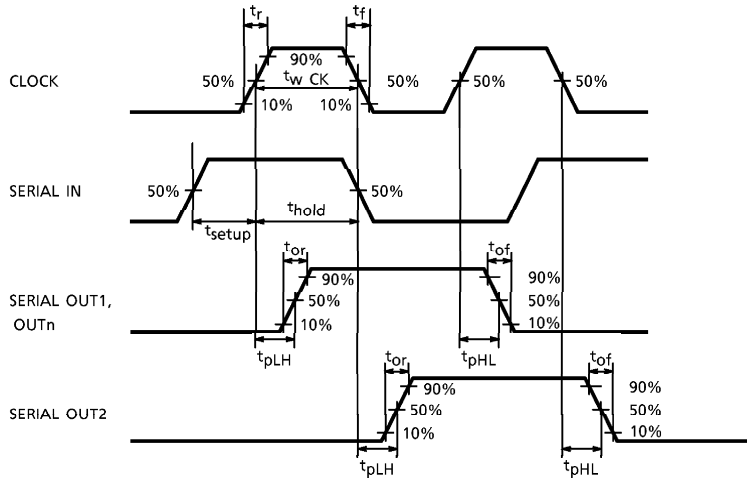 tr
tf
CLOCK
50%
90%
tw CK
50%
50%
50%
10%
10%
SERIAL IN
50%
50%
tsetup
thold
tor
tof
SERIAL OUT1,
OUTn
90%
50%
10%
90%
50%
10%
tpLH
tpHL
tor
tof
SERIAL OUT2
90%
50%
10%
90%
50%
10%
tpLH
tpHL